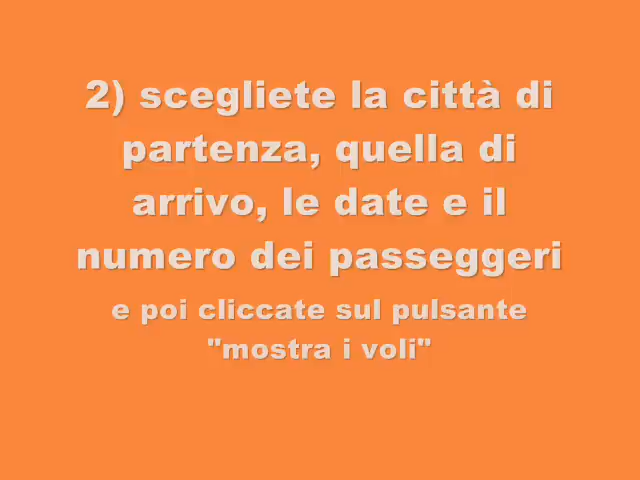 2) scegliete la città di
partenza, quella di
arrivo, le date e il
numero dei passeggeri
e poi cliccate sul pulsante
"mostra i voli"